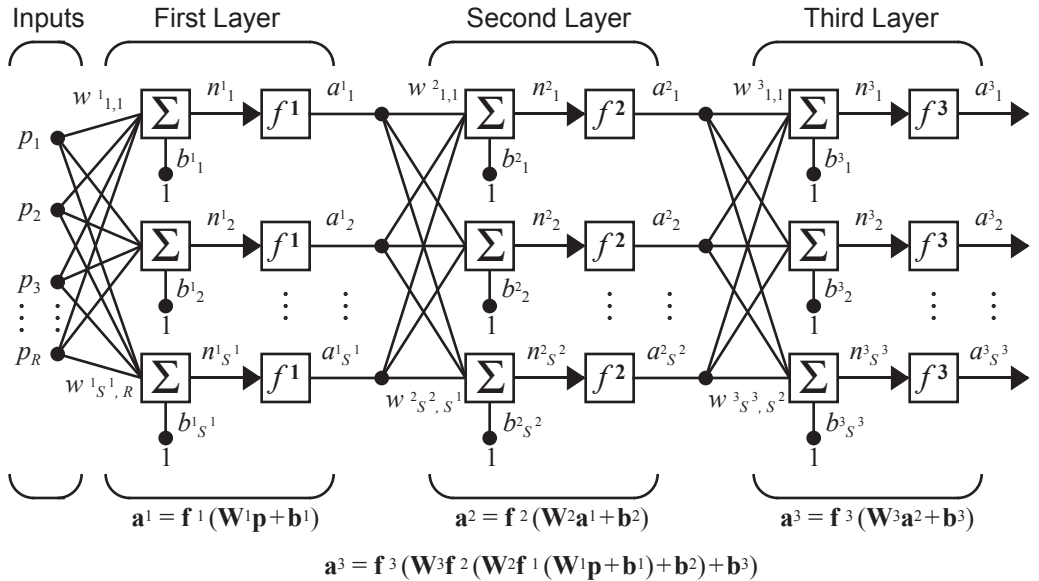 Inputs First Layer Second Layer Third Layer
w¹₁,₁ n¹₁ a¹₁ w²₁,₁ n²₁ a²₁ w³₁,₁ n³₁ a³₁
Σ f¹ Σ f² Σ f³
p₁ b¹₁ b²₁ b³₁
1 1 1
p₂ n¹₂ a¹₂ n²₂ a²₂ n³₂ a³₂
Σ f¹ Σ f² Σ f³
p₃ b¹₂ b²₂ b³₂
1 1 1
p_R n¹_S¹ a¹_S¹ n²_S² a²_S² n³_S³ a³_S³
w¹_S¹,_R Σ f¹ w²_S²,_S¹ Σ f² w³_S³,_S² Σ f³
b¹_S¹ b²_S² b³_S³
1 1 1
a¹ = f¹(W¹p+b¹) a² = f²(W²a¹+b²) a³ = f³(W³a²+b³)
a³ = f³(W³f²(W²f¹(W¹p+b¹)+b²)+b³)